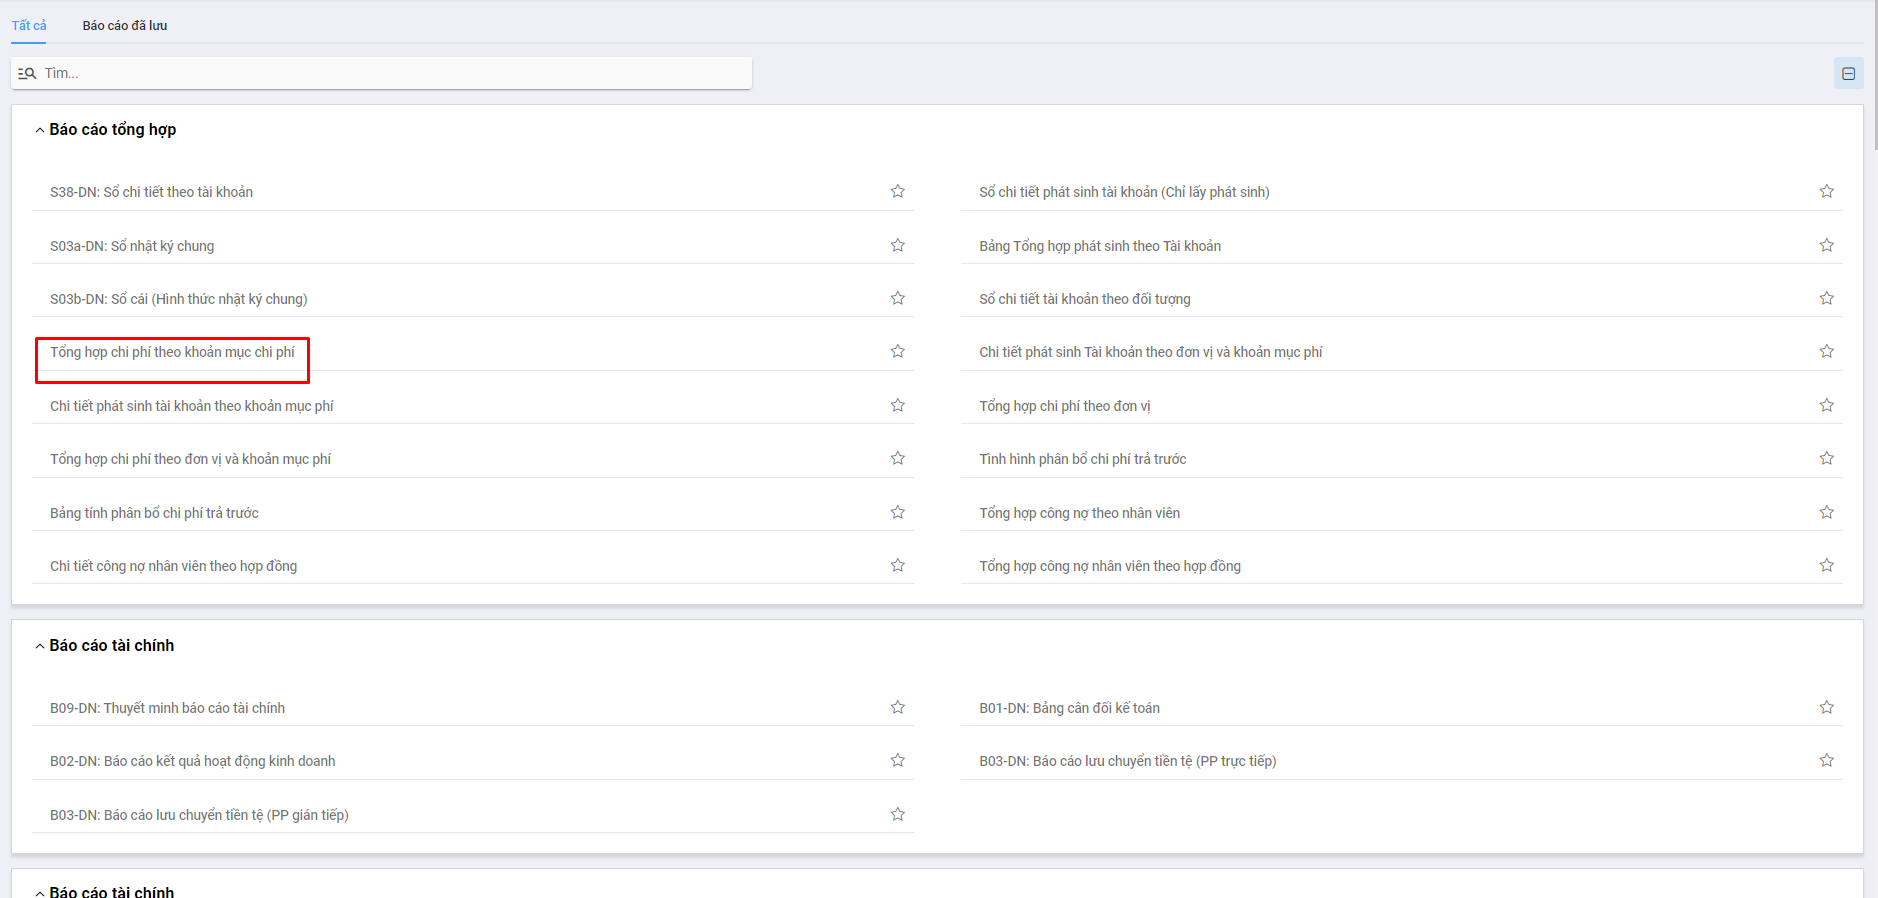 Tất cả
Báo cáo đã lưu
Tìm...
Báo cáo tổng hợp
S38-DN: Sổ chi tiết theo tài khoản
Sổ chi tiết phát sinh tài khoản (Chỉ lấy phát sinh)
S03a-DN: Sổ nhật ký chung
Bảng Tổng hợp phát sinh theo Tài khoản
S03b-DN: Sổ cái (Hình thức nhật ký chung)
Sổ chi tiết tài khoản theo đối tượng
Tổng hợp chi phí theo khoản mục chi phí
Chi tiết phát sinh Tài khoản theo đơn vị và khoản mục phí
Chi tiết phát sinh tài khoản theo khoản mục phí
Tổng hợp chi phí theo đơn vị
Tổng hợp chi phí theo đơn vị và khoản mục phí
Tình hình phân bổ chi phí trả trước
Bảng tính phân bổ chi phí trả trước
Tổng hợp công nợ theo nhân viên
Chi tiết công nợ nhân viên theo hợp đồng
Tổng hợp công nợ nhân viên theo hợp đồng
Báo cáo tài chính
B09-DN: Thuyết minh báo cáo tài chính
B01-DN: Bảng cân đối kế toán
B02-DN: Báo cáo kết quả hoạt động kinh doanh
B03-DN: Báo cáo lưu chuyển tiền tệ (PP trực tiếp)
B03-DN: Báo cáo lưu chuyển tiền tệ (PP gián tiếp)
Báo cáo tài chính